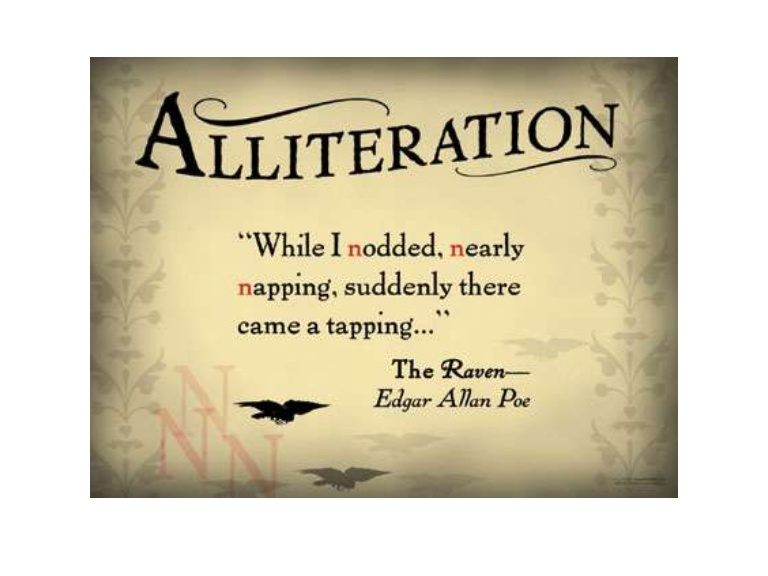 ALLITERATION
“While I nodded, nearly
napping, suddenly there
came a tapping...”
The Raven—
Edgar Allan Poe
N
N
N